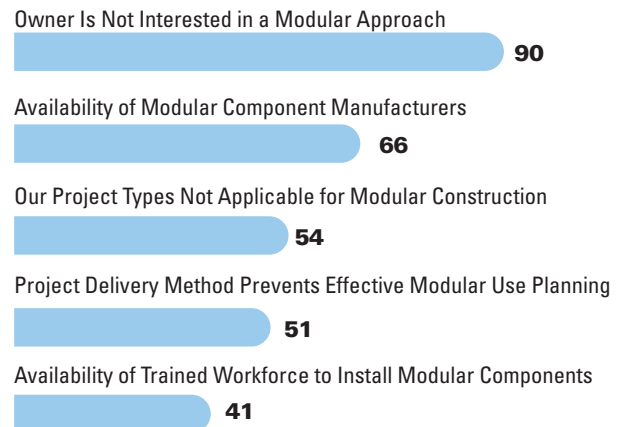 Owner Is Not Interested in a Modular Approach
90
Availability of Modular Component Manufacturers
66
Our Project Types Not Applicable for Modular Construction
54
Project Delivery Method Prevents Effective Modular Use Planning
51
Availability of Trained Workforce to Install Modular Components
41